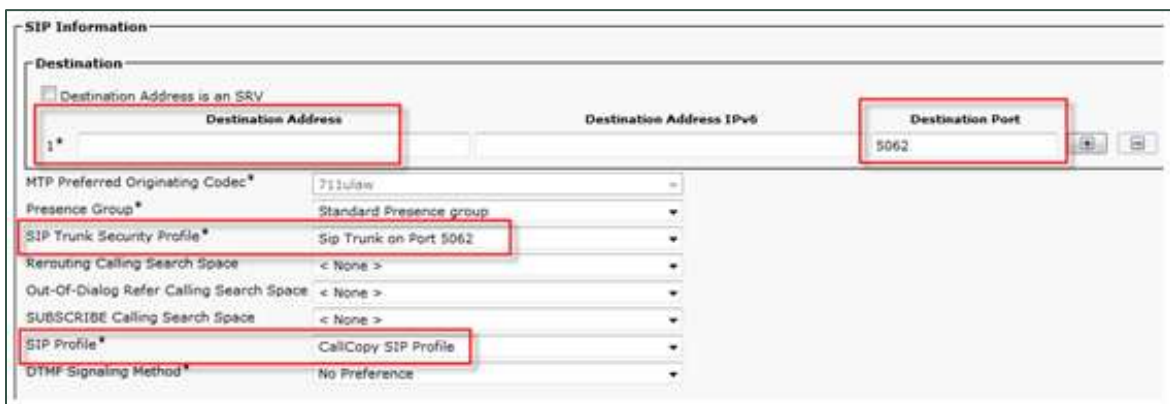 SIP Information
Destination
Destination Address is an SRV
Destination Address Destination Address IPv6 Destination Port
1* 5062
MTP Preferred Originating Codec* 711ulaw
Presence Group* Standard Presence group
SIP Trunk Security Profile* Sip Trunk on Port 5062
Rerouting Calling Search Space < None >
Out-Of-Dialog Refer Calling Search Space < None >
SUBSCRIBE Calling Search Space < None >
SIP Profile* CallCopy SIP Profile
DTMF Signaling Method* No Preference